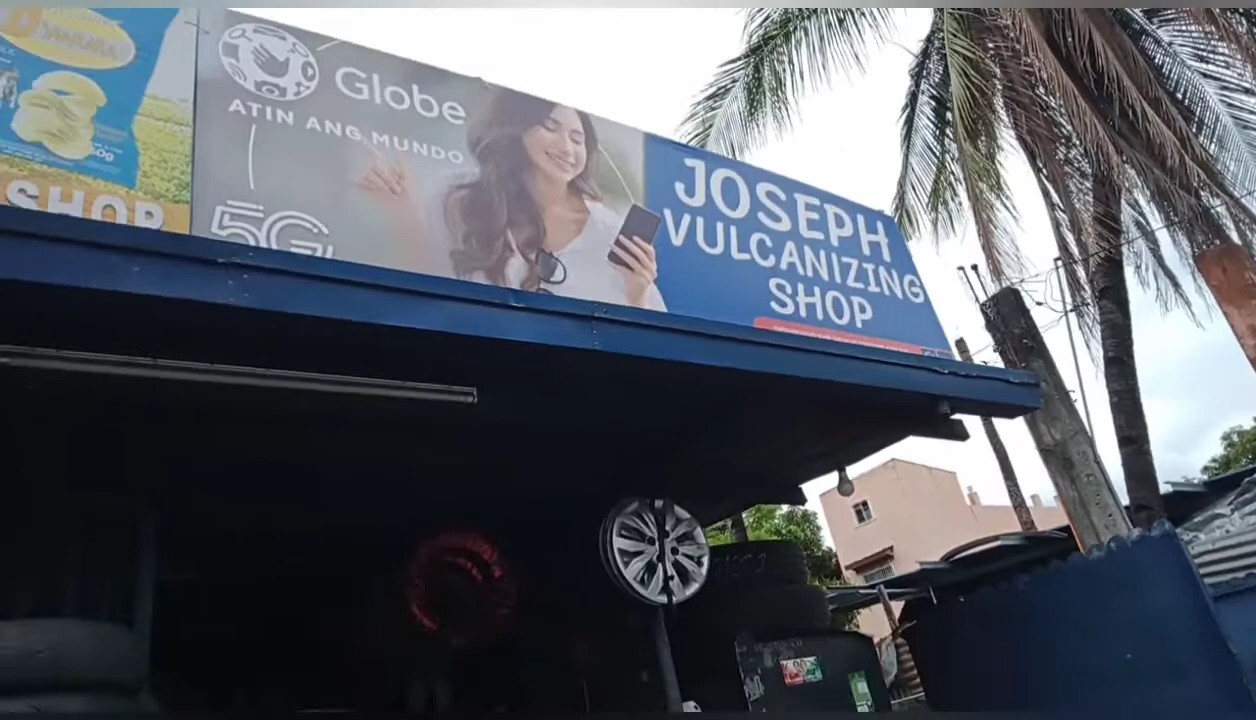 SHOP
Globe
ATIN ANG MUNDO
5G
JOSEPH
VULCANIZING
SHOP